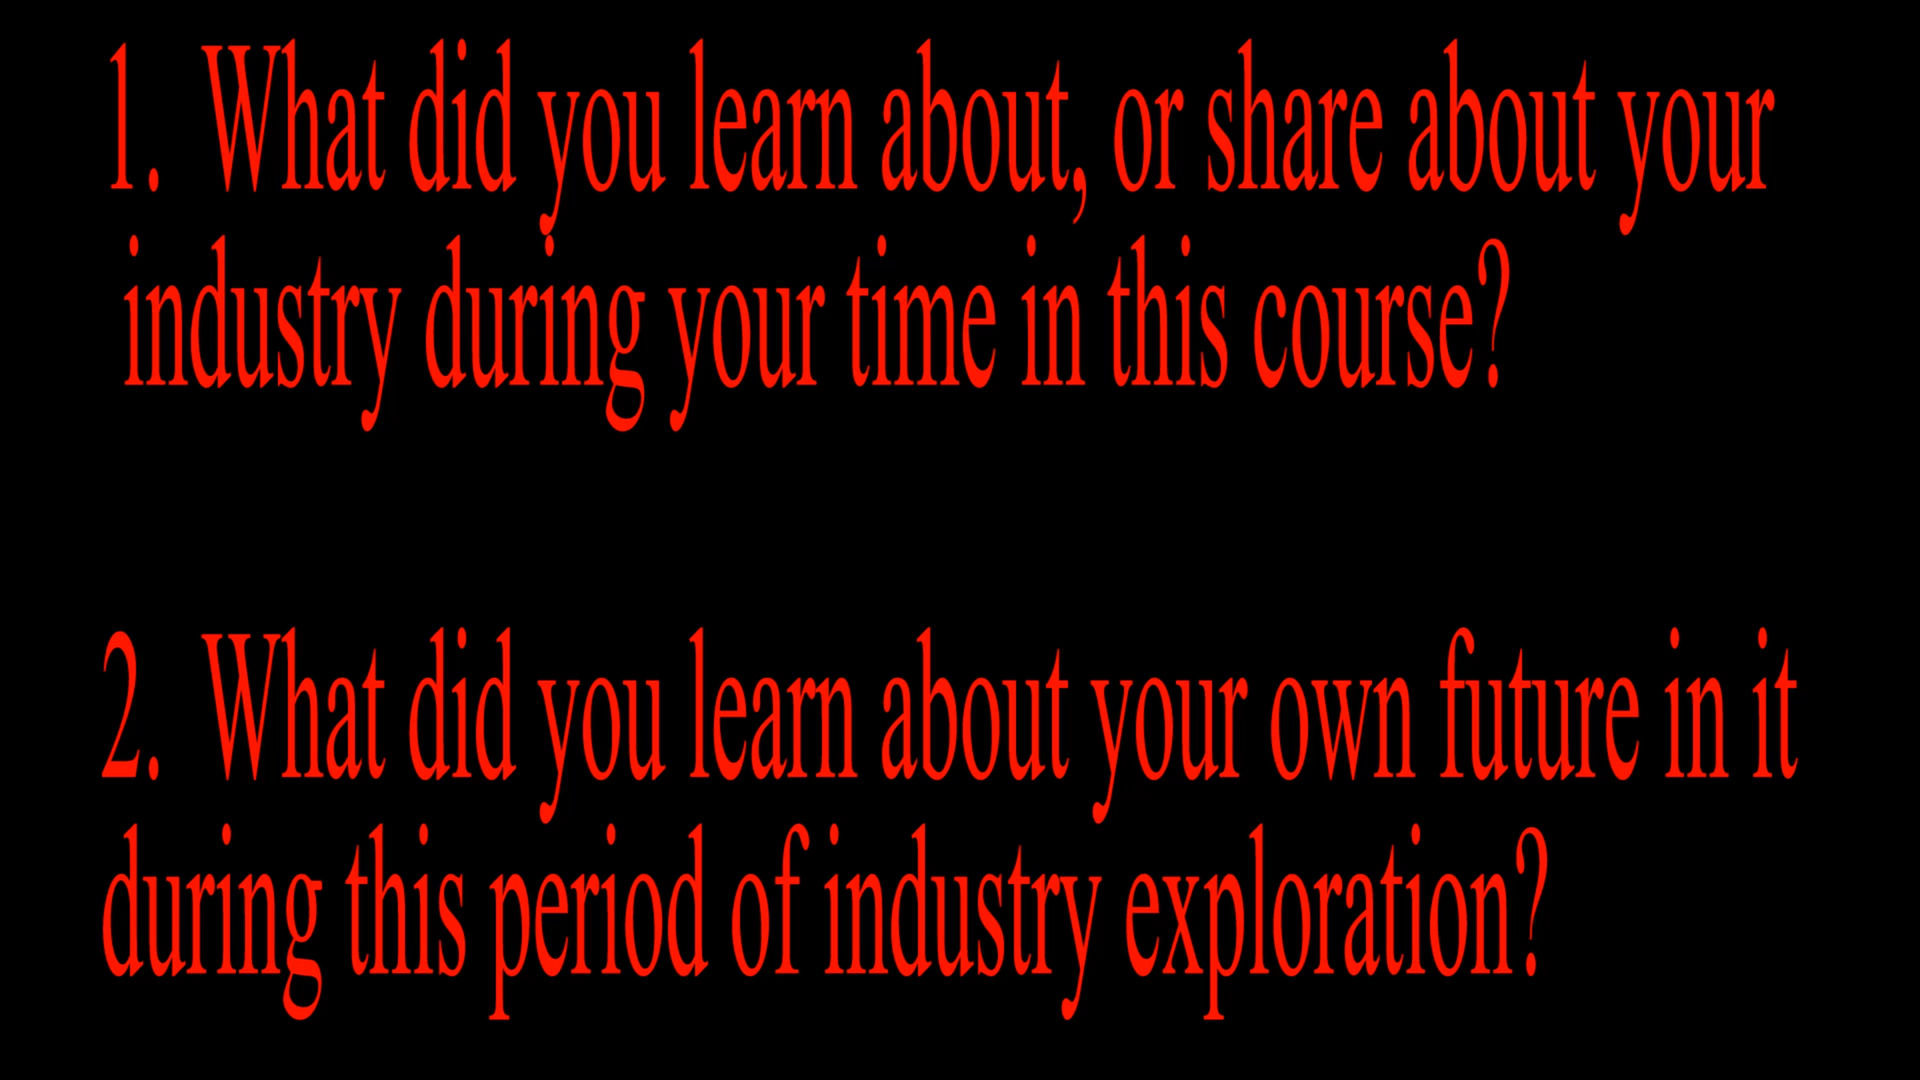 1.  What did you learn about, or share about your
industry during your time in this course?
2.  What did you learn about your own future in it
during this period of industry exploration?